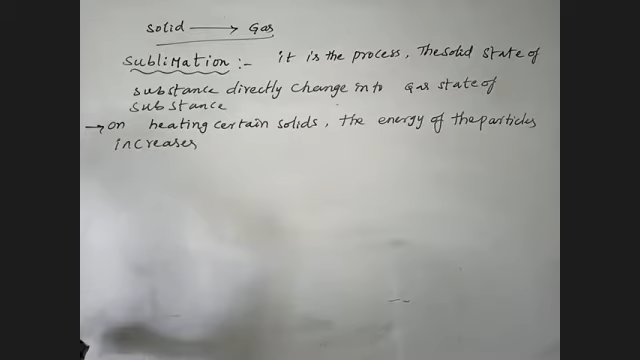 solid ⟶ Gas
SubliMation :- it is the process, The solid state of
substance directly change into Gas state of
substance
→ on heating certain solids, the energy of the particles
increases